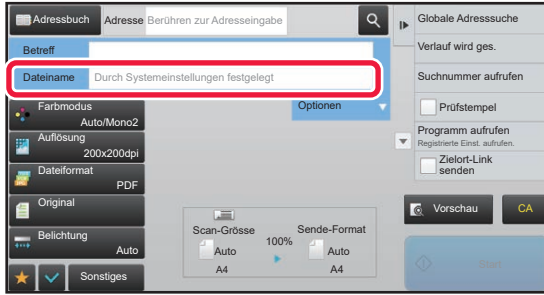 Adressbuch
Adresse
Berühren zur Adresseingabe
Betreff
Dateiname
Durch Systemeinstellungen festgelegt
Farbmodus
Auto/Mono2
Auflösung
200x200dpi
Dateiformat
PDF
Original
Belichtung
Auto
Sonstiges
Optionen
Scan-Grösse
Auto
A4
100%
Sende-Format
Auto
A4
Globale Adresssuche
Verlauf wird ges.
Suchnummer aufrufen
Prüfstempel
Programm aufrufen
Registrierte Einst. aufrufen.
Zielort-Link
senden
Vorschau
CA
Start